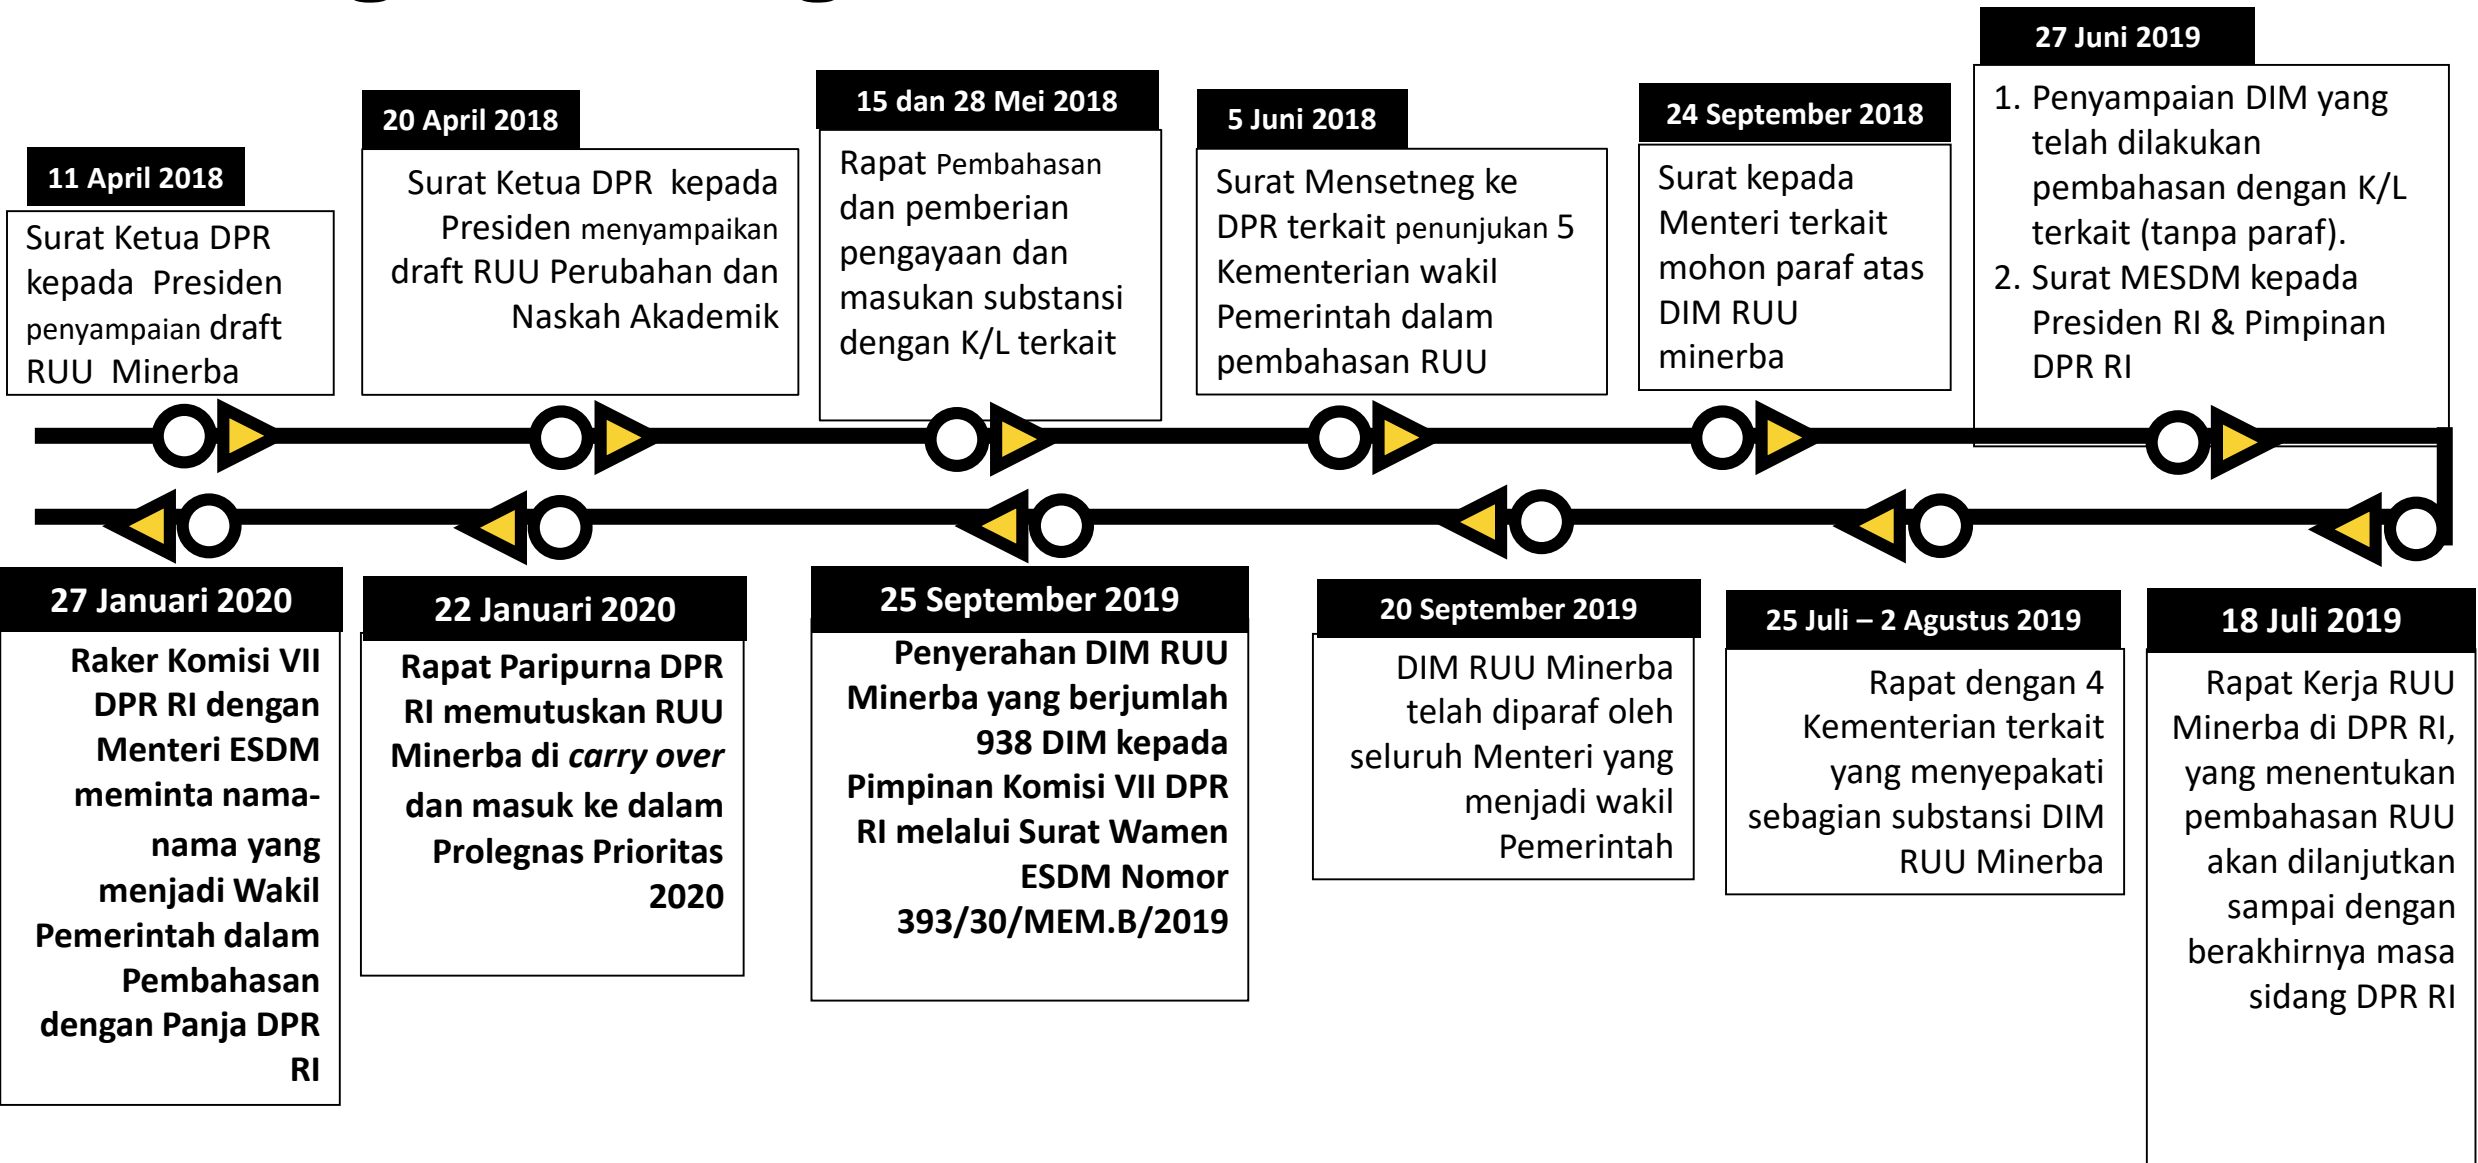 11 April 2018
Surat Ketua DPR
kepada Presiden
penyampaian draft
RUU Minerba
20 April 2018
Surat Ketua DPR kepada
Presiden menyampaikan
draft RUU Perubahan dan
Naskah Akademik
15 dan 28 Mei 2018
Rapat Pembahasan
dan pemberian
pengayaan dan
masukan substansi
dengan K/L terkait
5 Juni 2018
Surat Mensetneg ke
DPR terkait penunjukan 5
Kementerian wakil
Pemerintah dalam
pembahasan RUU
24 September 2018
Surat kepada
Menteri terkait
mohon paraf atas
DIM RUU
minerba
27 Juni 2019
1. Penyampaian DIM yang
telah dilakukan
pembahasan dengan K/L
terkait (tanpa paraf).
2. Surat MESDM kepada
Presiden RI & Pimpinan
DPR RI
18 Juli 2019
Rapat Kerja RUU
Minerba di DPR RI,
yang menentukan
pembahasan RUU
akan dilanjutkan
sampai dengan
berakhirnya masa
sidang DPR RI
25 Juli – 2 Agustus 2019
Rapat dengan 4
Kementerian terkait
yang menyepakati
sebagian substansi DIM
RUU Minerba
20 September 2019
DIM RUU Minerba
telah diparaf oleh
seluruh Menteri yang
menjadi wakil
Pemerintah
25 September 2019
Penyerahan DIM RUU
Minerba yang berjumlah
938 DIM kepada
Pimpinan Komisi VII DPR
RI melalui Surat Wamen
ESDM Nomor
393/30/MEM.B/2019
22 Januari 2020
Rapat Paripurna DPR
RI memutuskan RUU
Minerba di carry over
dan masuk ke dalam
Prolegnas Prioritas
2020
27 Januari 2020
Raker Komisi VII
DPR RI dengan
Menteri ESDM
meminta nama-
nama yang
menjadi Wakil
Pemerintah dalam
Pembahasan
dengan Panja DPR
RI